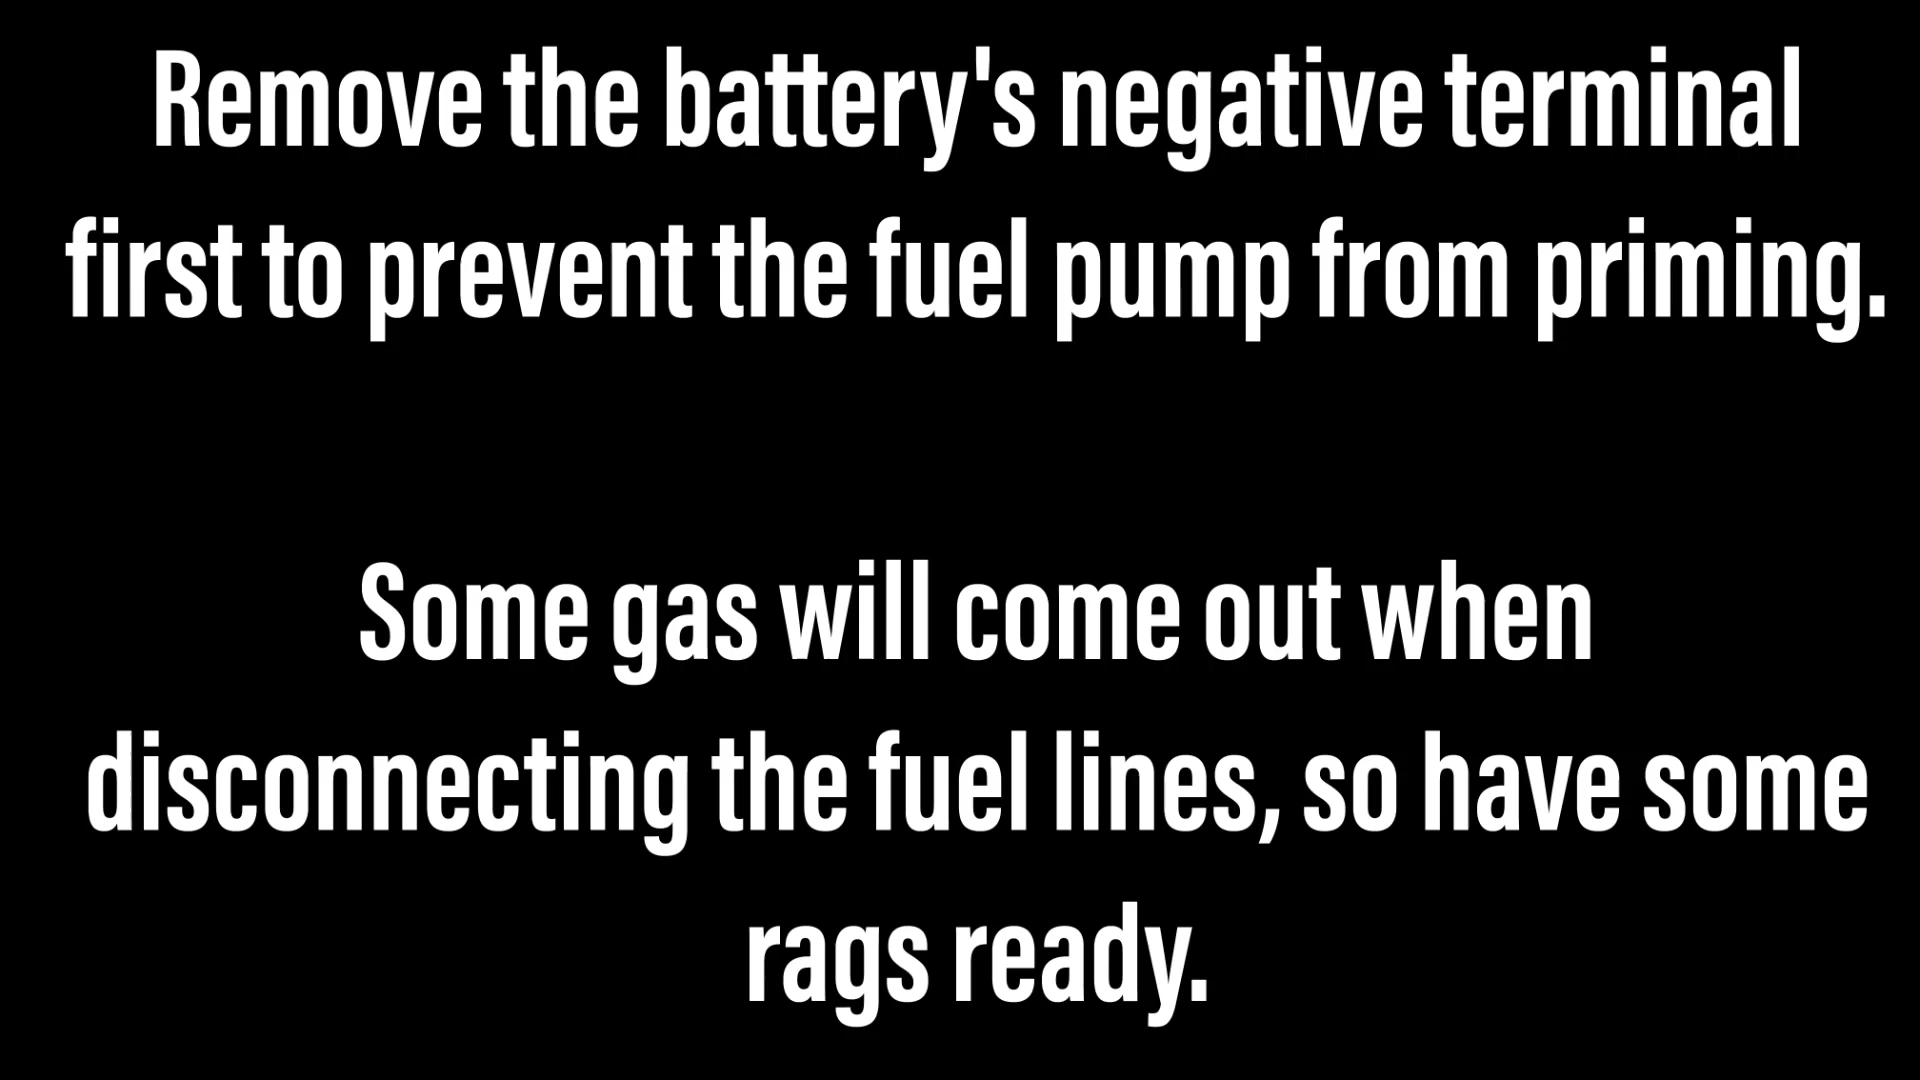 Remove the battery's negative terminal
first to prevent the fuel pump from priming.
Some gas will come out when
disconnecting the fuel lines, so have some
rags ready.